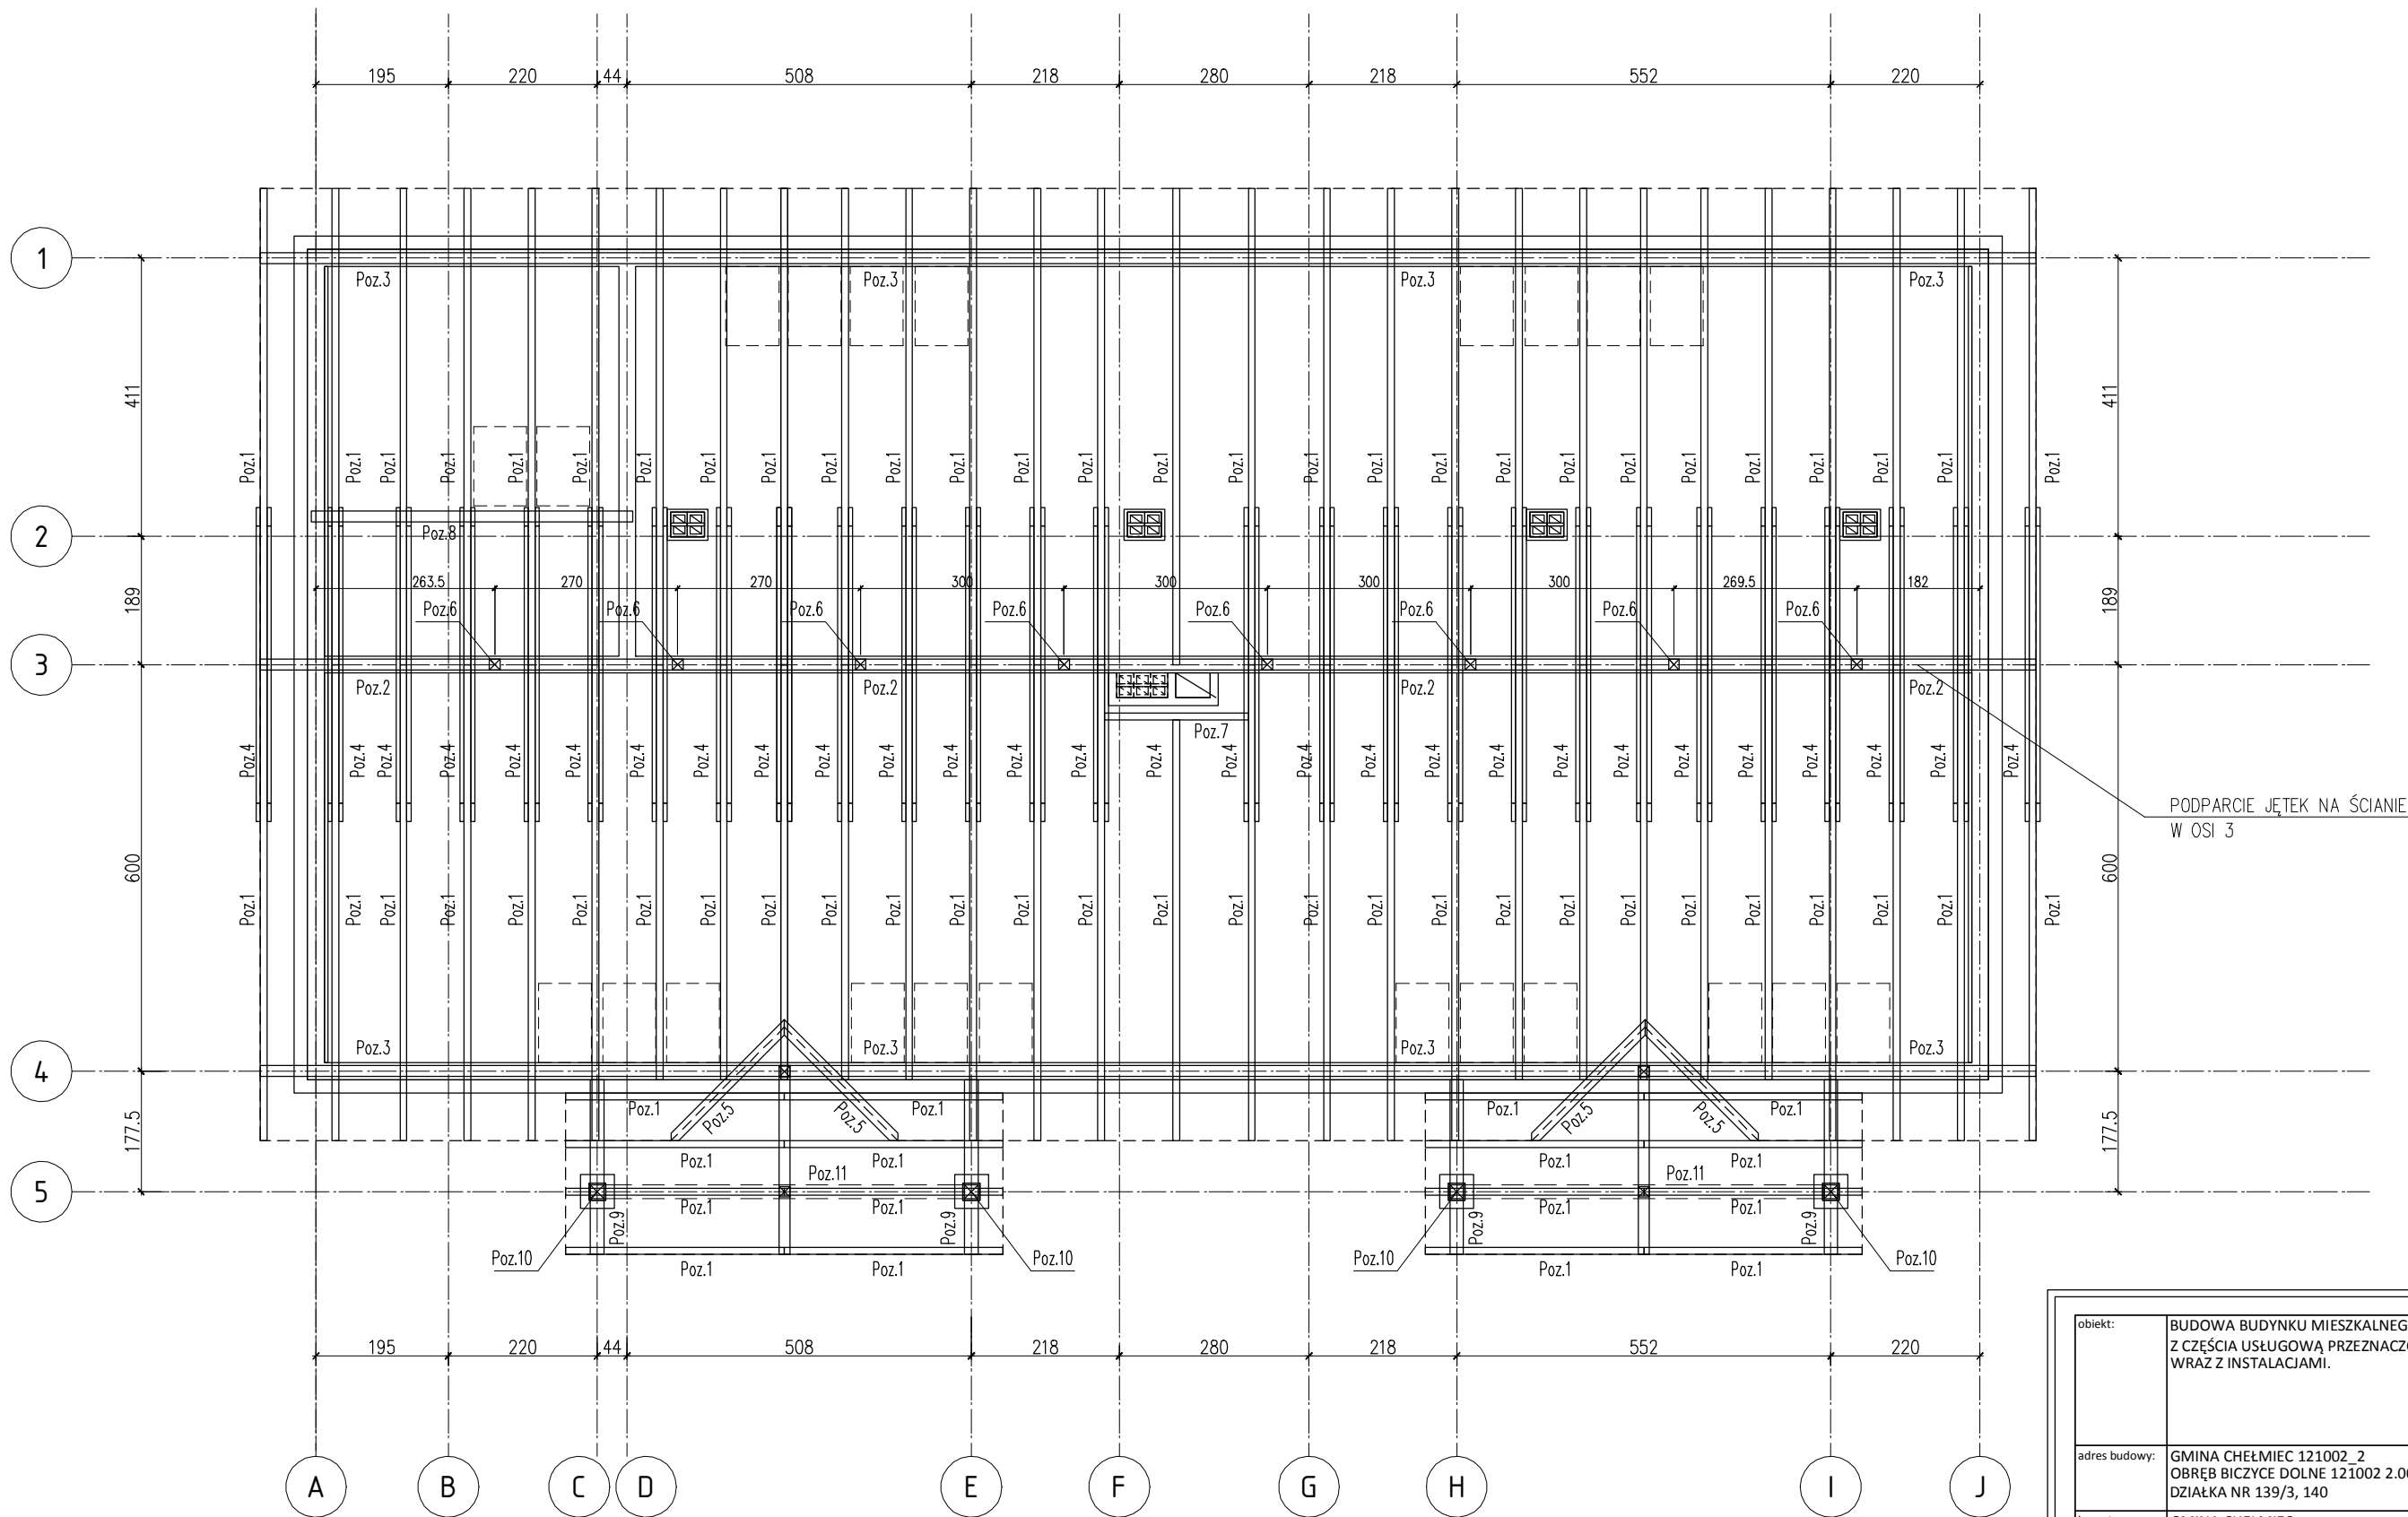 195 220 44 508 218 280 218 552 220
1
Poz.3 Poz.3 Poz.3 Poz.3
411 411
Poz.1 Poz.1 Poz.1 Poz.1 Poz.1 Poz.1 Poz.1 Poz.1 Poz.1 Poz.1 Poz.1 Poz.1 Poz.1 Poz.1 Poz.1 Poz.1 Poz.1 Poz.1 Poz.1 Poz.1 Poz.1 Poz.1 Poz.1 Poz.1 Poz.1 Poz.1 Poz.1 Poz.1
2
Poz.8
263.5 270 270 300 300 300 300 269.5 182
189 189
Poz.6 Poz.6 Poz.6 Poz.6 Poz.6 Poz.6 Poz.6 Poz.6
3
Poz.2 Poz.2 Poz.2 Poz.2
Poz.7
Poz.4 Poz.4 Poz.4 Poz.4 Poz.4 Poz.4 Poz.4 Poz.4 Poz.4 Poz.4 Poz.4 Poz.4 Poz.4 Poz.4 Poz.4 Poz.4 Poz.4 Poz.4 Poz.4 Poz.4 Poz.4 Poz.4 Poz.4 Poz.4 Poz.4 Poz.4 Poz.4 Poz.4
PODPARCIE JĘTEK NA ŚCIANIE
W OSI 3
600 600
Poz.1 Poz.1 Poz.1 Poz.1 Poz.1 Poz.1 Poz.1 Poz.1 Poz.1 Poz.1 Poz.1 Poz.1 Poz.1 Poz.1 Poz.1 Poz.1 Poz.1 Poz.1 Poz.1 Poz.1 Poz.1 Poz.1 Poz.1 Poz.1 Poz.1 Poz.1 Poz.1 Poz.1
Poz.3 Poz.3 Poz.3 Poz.3
4
Poz.1 Poz.5 Poz.5 Poz.1 Poz.1 Poz.5 Poz.5 Poz.1
177.5 177.5
Poz.1 Poz.1 Poz.1 Poz.1
Poz.11 Poz.11
5
Poz.1 Poz.1 Poz.1 Poz.1
Poz.9 Poz.9 Poz.9 Poz.9
Poz.10 Poz.10 Poz.10 Poz.10
Poz.1 Poz.1 Poz.1 Poz.1
195 220 44 508 218 280 218 552 220
A B C D E F G H I J
obiekt:
BUDOWA BUDYNKU MIESZKALNEG
Z CZĘŚCIA USŁUGOWĄ PRZEZNACZ
WRAZ Z INSTALACJAMI.
adres budowy:
GMINA CHEŁMIEC 121002_2
OBRĘB BICZYCE DOLNE 121002 2.0
DZIAŁKA NR 139/3, 140